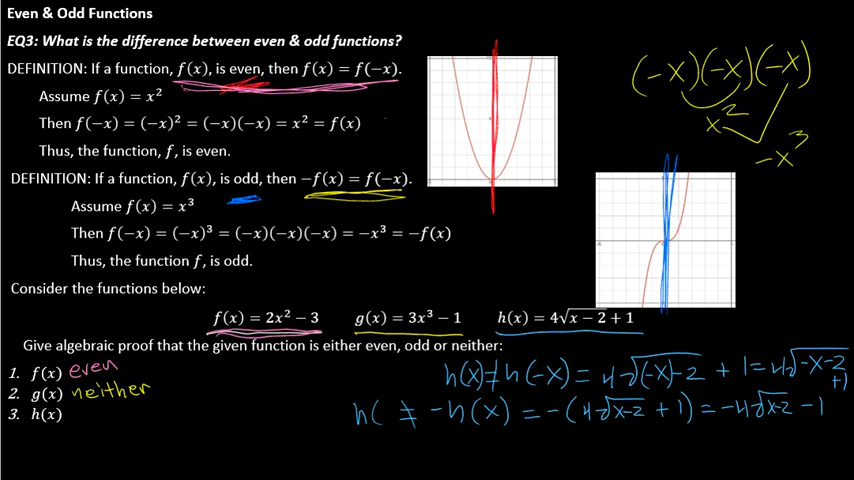 Even & Odd Functions
EQ3: What is the difference between even & odd functions?
DEFINITION: If a function, f(x), is even, then f(x) = f(−x).
Assume f(x) = x²
Then f(−x) = (−x)² = (−x)(−x) = x² = f(x)
Thus, the function, f, is even.
DEFINITION: If a function, f(x), is odd, then −f(x) = f(−x).
Assume f(x) = x³
Then f(−x) = (−x)³ = (−x)(−x)(−x) = −x³ = −f(x)
Thus, the function f, is odd.
(−x)(−x)(−x)
x²
−x³
Consider the functions below:
f(x) = 2x² − 3 g(x) = 3x³ − 1 h(x) = 4√(x − 2) + 1
Give algebraic proof that the given function is either even, odd or neither:
1. f(x) even
2. g(x) neither
3. h(x)
h(x) ≠ h(−x) = 4√((−x)−2) + 1 = 4√(−x−2) +1
h( ≠ −h(x) = −(4√(x−2) + 1) = −4√(x−2) − 1